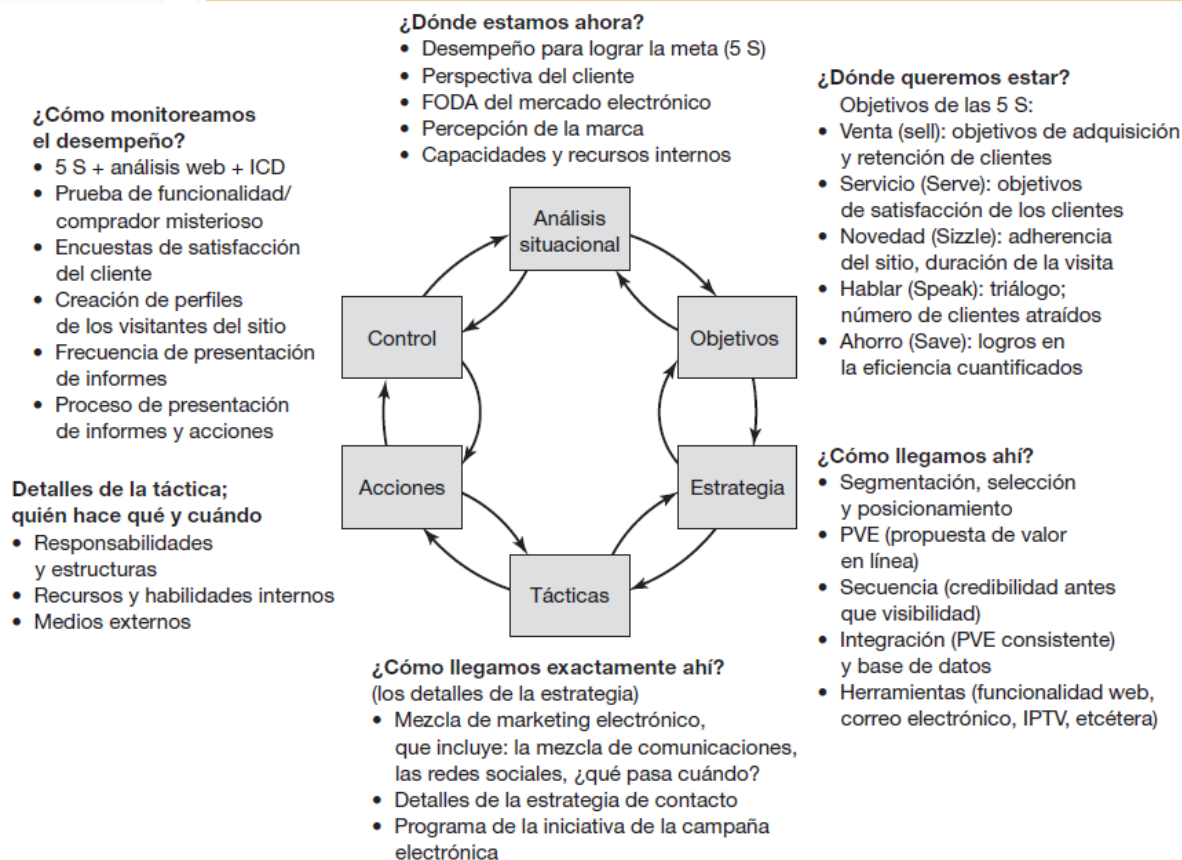 ¿Dónde estamos ahora?
• Desempeño para lograr la meta (5 S)
• Perspectiva del cliente
• FODA del mercado electrónico
• Percepción de la marca
• Capacidades y recursos internos
¿Dónde queremos estar?
Objetivos de las 5 S:
• Venta (sell): objetivos de adquisición
y retención de clientes
• Servicio (Serve): objetivos
de satisfacción de los clientes
• Novedad (Sizzle): adherencia
del sitio, duración de la visita
• Hablar (Speak): triálogo;
número de clientes atraídos
• Ahorro (Save): logros en
la eficiencia cuantificados
¿Cómo monitoreamos
el desempeño?
• 5 S + análisis web + ICD
• Prueba de funcionalidad/
comprador misterioso
• Encuestas de satisfacción
del cliente
• Creación de perfiles
de los visitantes del sitio
• Frecuencia de presentación
de informes
• Proceso de presentación
de informes y acciones
Análisis
situacional
Control
Objetivos
Acciones
Estrategia
Tácticas
Detalles de la táctica;
quién hace qué y cuándo
• Responsabilidades
y estructuras
• Recursos y habilidades internos
• Medios externos
¿Cómo llegamos ahí?
• Segmentación, selección
y posicionamiento
• PVE (propuesta de valor
en línea)
• Secuencia (credibilidad antes
que visibilidad)
• Integración (PVE consistente)
y base de datos
• Herramientas (funcionalidad web,
correo electrónico, IPTV, etcétera)
¿Cómo llegamos exactamente ahí?
(los detalles de la estrategia)
• Mezcla de marketing electrónico,
que incluye: la mezcla de comunicaciones,
las redes sociales, ¿qué pasa cuándo?
• Detalles de la estrategia de contacto
• Programa de la iniciativa de la campaña
electrónica